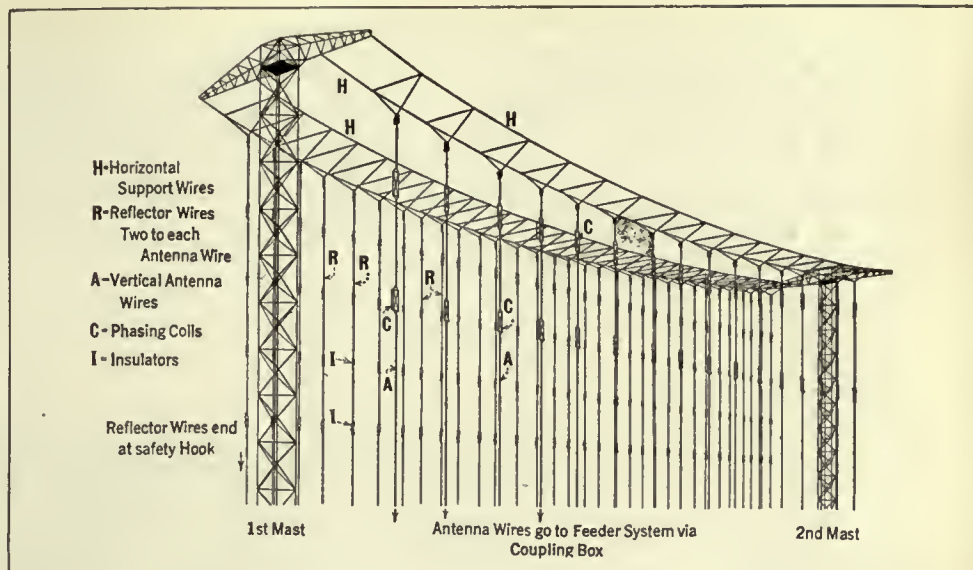 H
H
H
H-Horizontal
Support Wires
R-Reflector Wires
Two to each
Antenna Wire
A-Vertical Antenna
Wires
C-Phasing Coils
I-Insulators
Reflector Wires end
at safety Hook
C
R
R
R
C
C
I
A
A
I
1st Mast
Antenna Wires go to Feeder System via
Coupling Box
2nd Mast